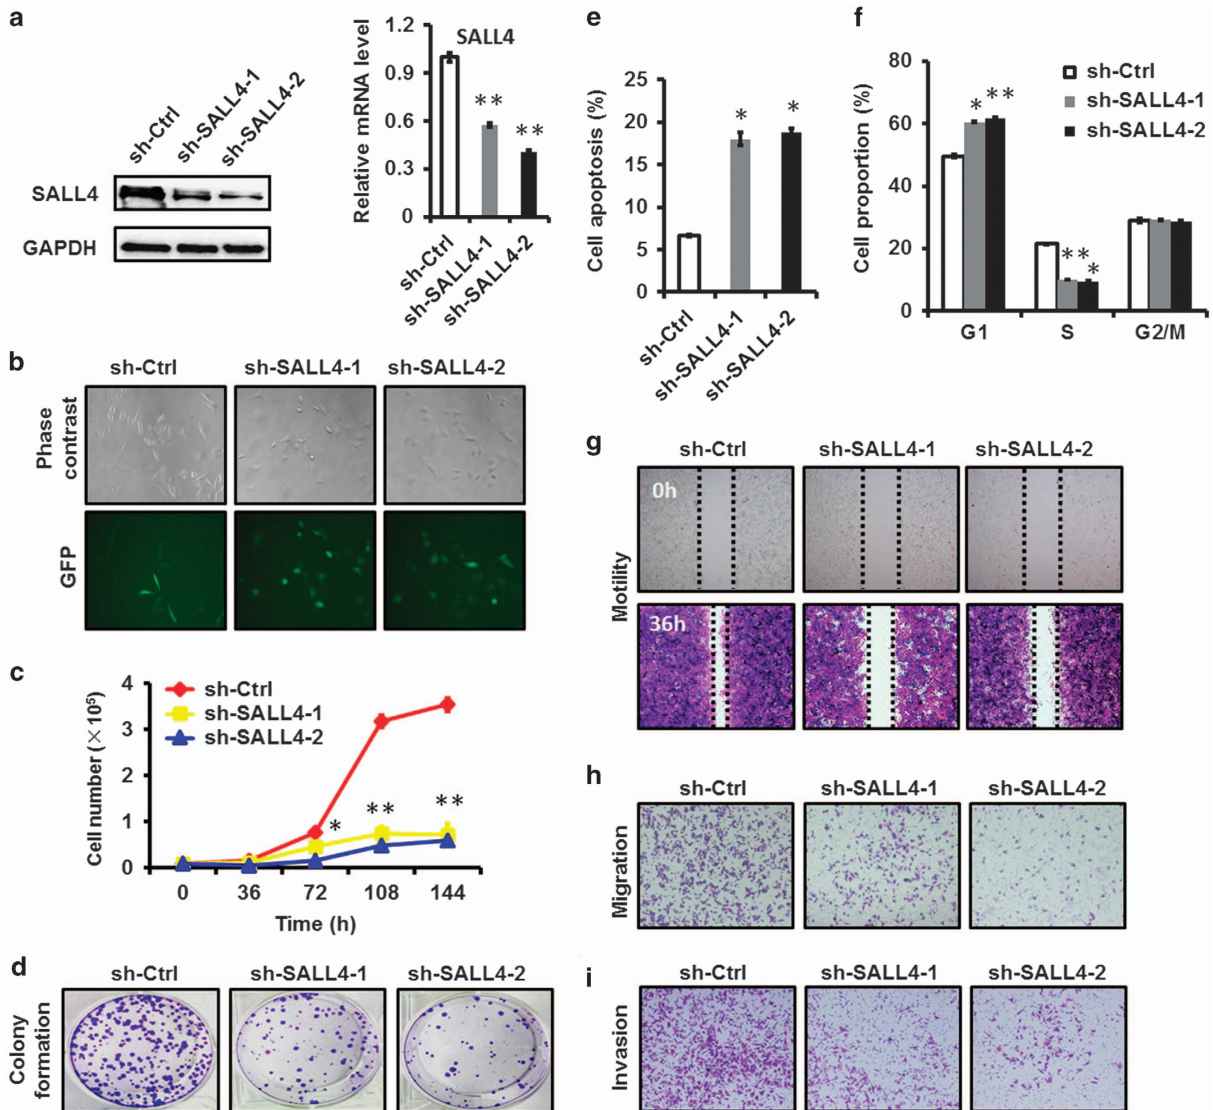 a
sh-Ctrl
sh-SALL4-1
sh-SALL4-2
SALL4
GAPDH
Relative mRNA level
1.2
0.9
0.6
0.3
0
SALL4
**
**
sh-Ctrl
sh-SALL4-1
sh-SALL4-2
b
sh-Ctrl
sh-SALL4-1
sh-SALL4-2
Phase
contrast
GFP
c
Cell number (×10⁵)
4
3
2
1
0
sh-Ctrl
sh-SALL4-1
sh-SALL4-2
*
**
**
0 36 72 108 144
Time (h)
d
sh-Ctrl
sh-SALL4-1
sh-SALL4-2
Colony
formation
e
Cell apoptosis (%)
25
20
15
10
5
0
*
*
sh-Ctrl
sh-SALL4-1
sh-SALL4-2
f
Cell proportion (%)
80
60
40
20
0
sh-Ctrl
sh-SALL4-1
sh-SALL4-2
* **
**
*
G1 S G2/M
g
sh-Ctrl
sh-SALL4-1
sh-SALL4-2
Motility
0h
36h
h
sh-Ctrl
sh-SALL4-1
sh-SALL4-2
Migration
i
sh-Ctrl
sh-SALL4-1
sh-SALL4-2
Invasion